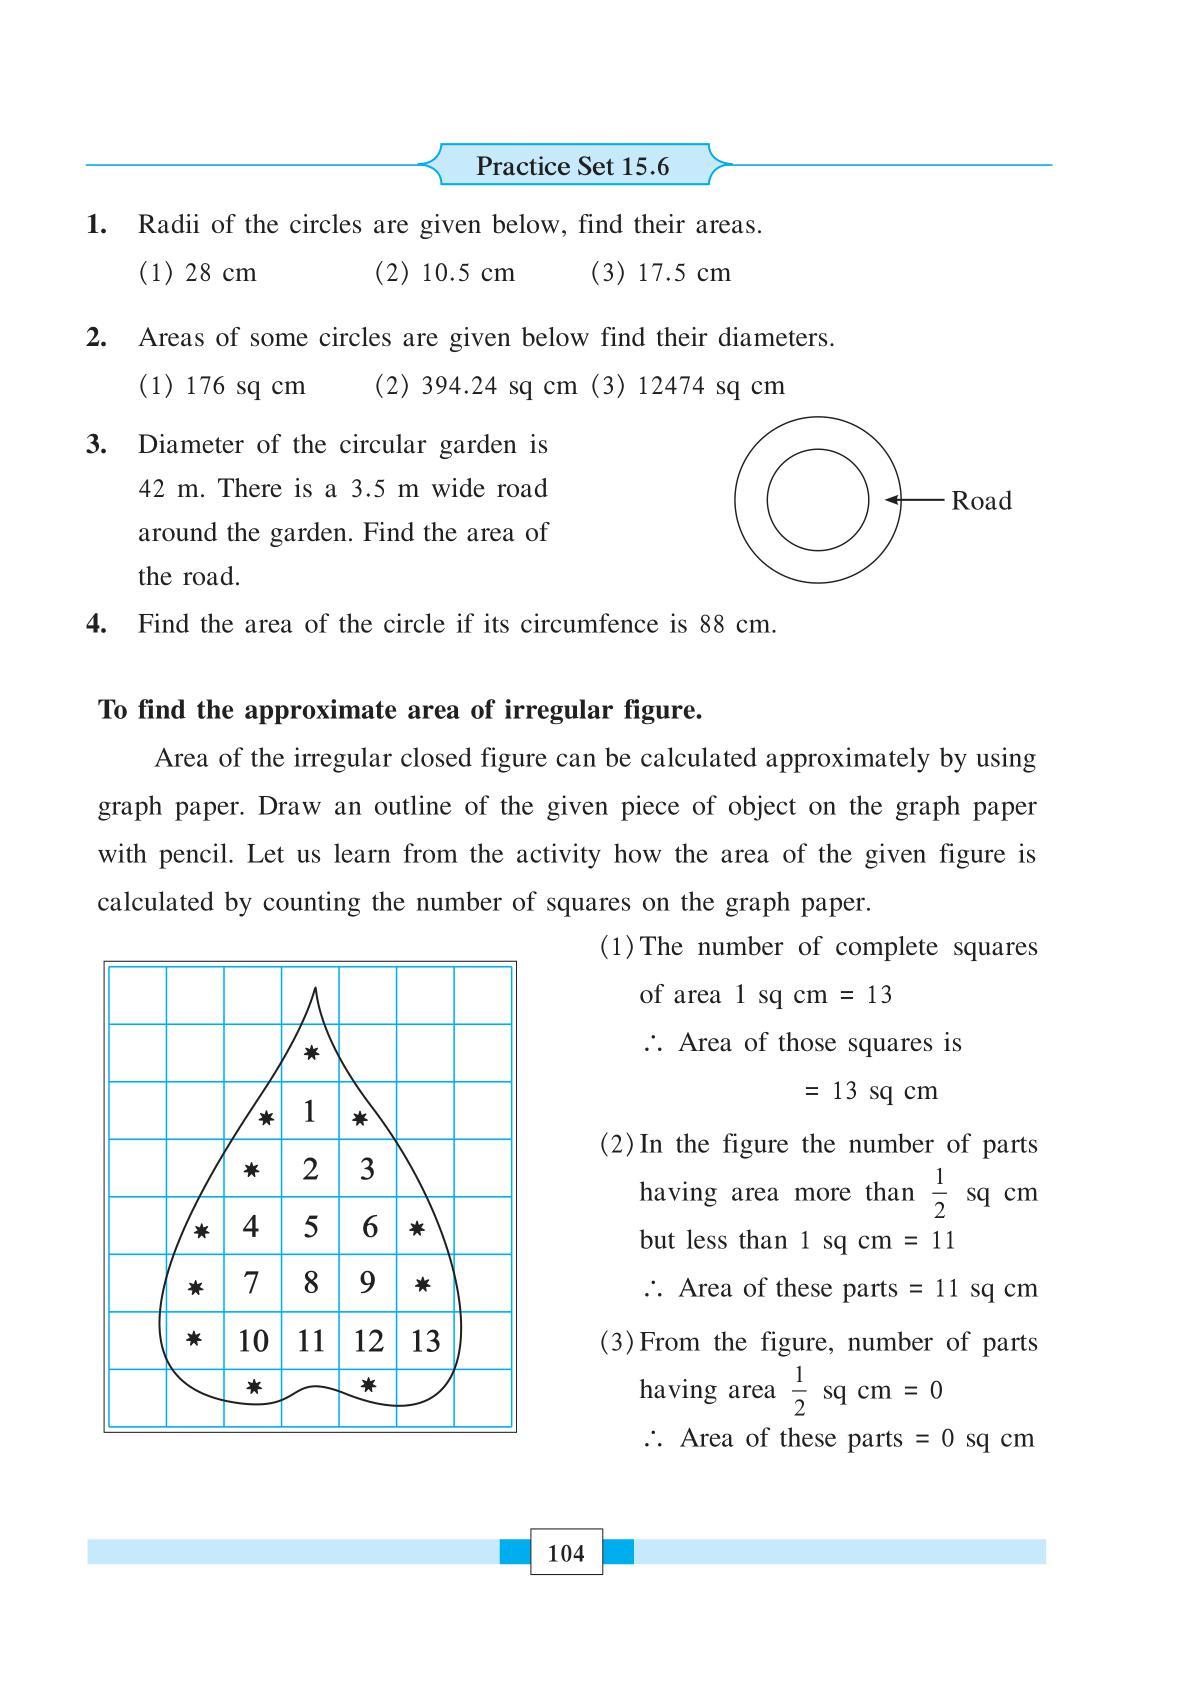 Practice Set 15.6
1. Radii of the circles are given below, find their areas.
(1) 28 cm (2) 10.5 cm (3) 17.5 cm
2. Areas of some circles are given below find their diameters.
(1) 176 sq cm (2) 394.24 sq cm (3) 12474 sq cm
3. Diameter of the circular garden is
42 m. There is a 3.5 m wide road
around the garden. Find the area of
the road.
Road
4. Find the area of the circle if its circumfence is 88 cm.
To find the approximate area of irregular figure.
Area of the irregular closed figure can be calculated approximately by using
graph paper. Draw an outline of the given piece of object on the graph paper
with pencil. Let us learn from the activity how the area of the given figure is
calculated by counting the number of squares on the graph paper.
1
2 3
4 5 6
7 8 9
10 11 12 13
(1) The number of complete squares
of area 1 sq cm = 13
∴ Area of those squares is
= 13 sq cm
(2) In the figure the number of parts
having area more than 1/2 sq cm
but less than 1 sq cm = 11
∴ Area of these parts = 11 sq cm
(3) From the figure, number of parts
having area 1/2 sq cm = 0
∴ Area of these parts = 0 sq cm
104